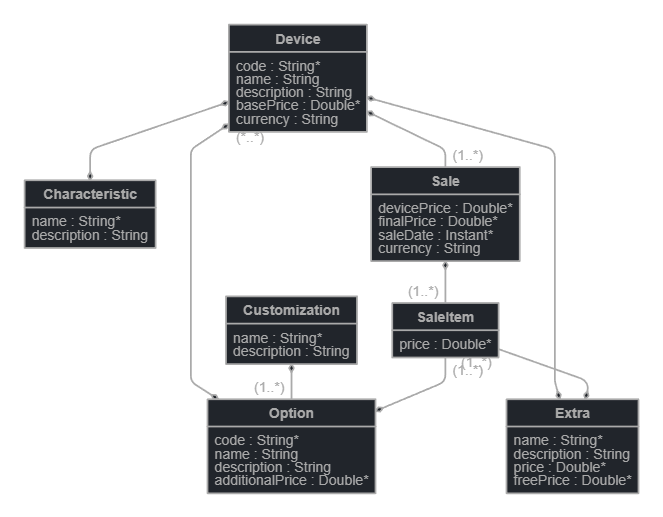 Device
code : String*
name : String
description : String
basePrice : Double*
currency : String
(*..*)
(1..*)
Characteristic
name : String*
description : String
Sale
devicePrice : Double*
finalPrice : Double*
saleDate : Instant*
currency : String
(1..*)
Customization
name : String*
description : String
SaleItem
price : Double*
(1..*)
(1..*)
(1..*)
Option
code : String*
name : String
description : String
additionalPrice : Double*
Extra
name : String*
description : String
price : Double*
freePrice : Double*